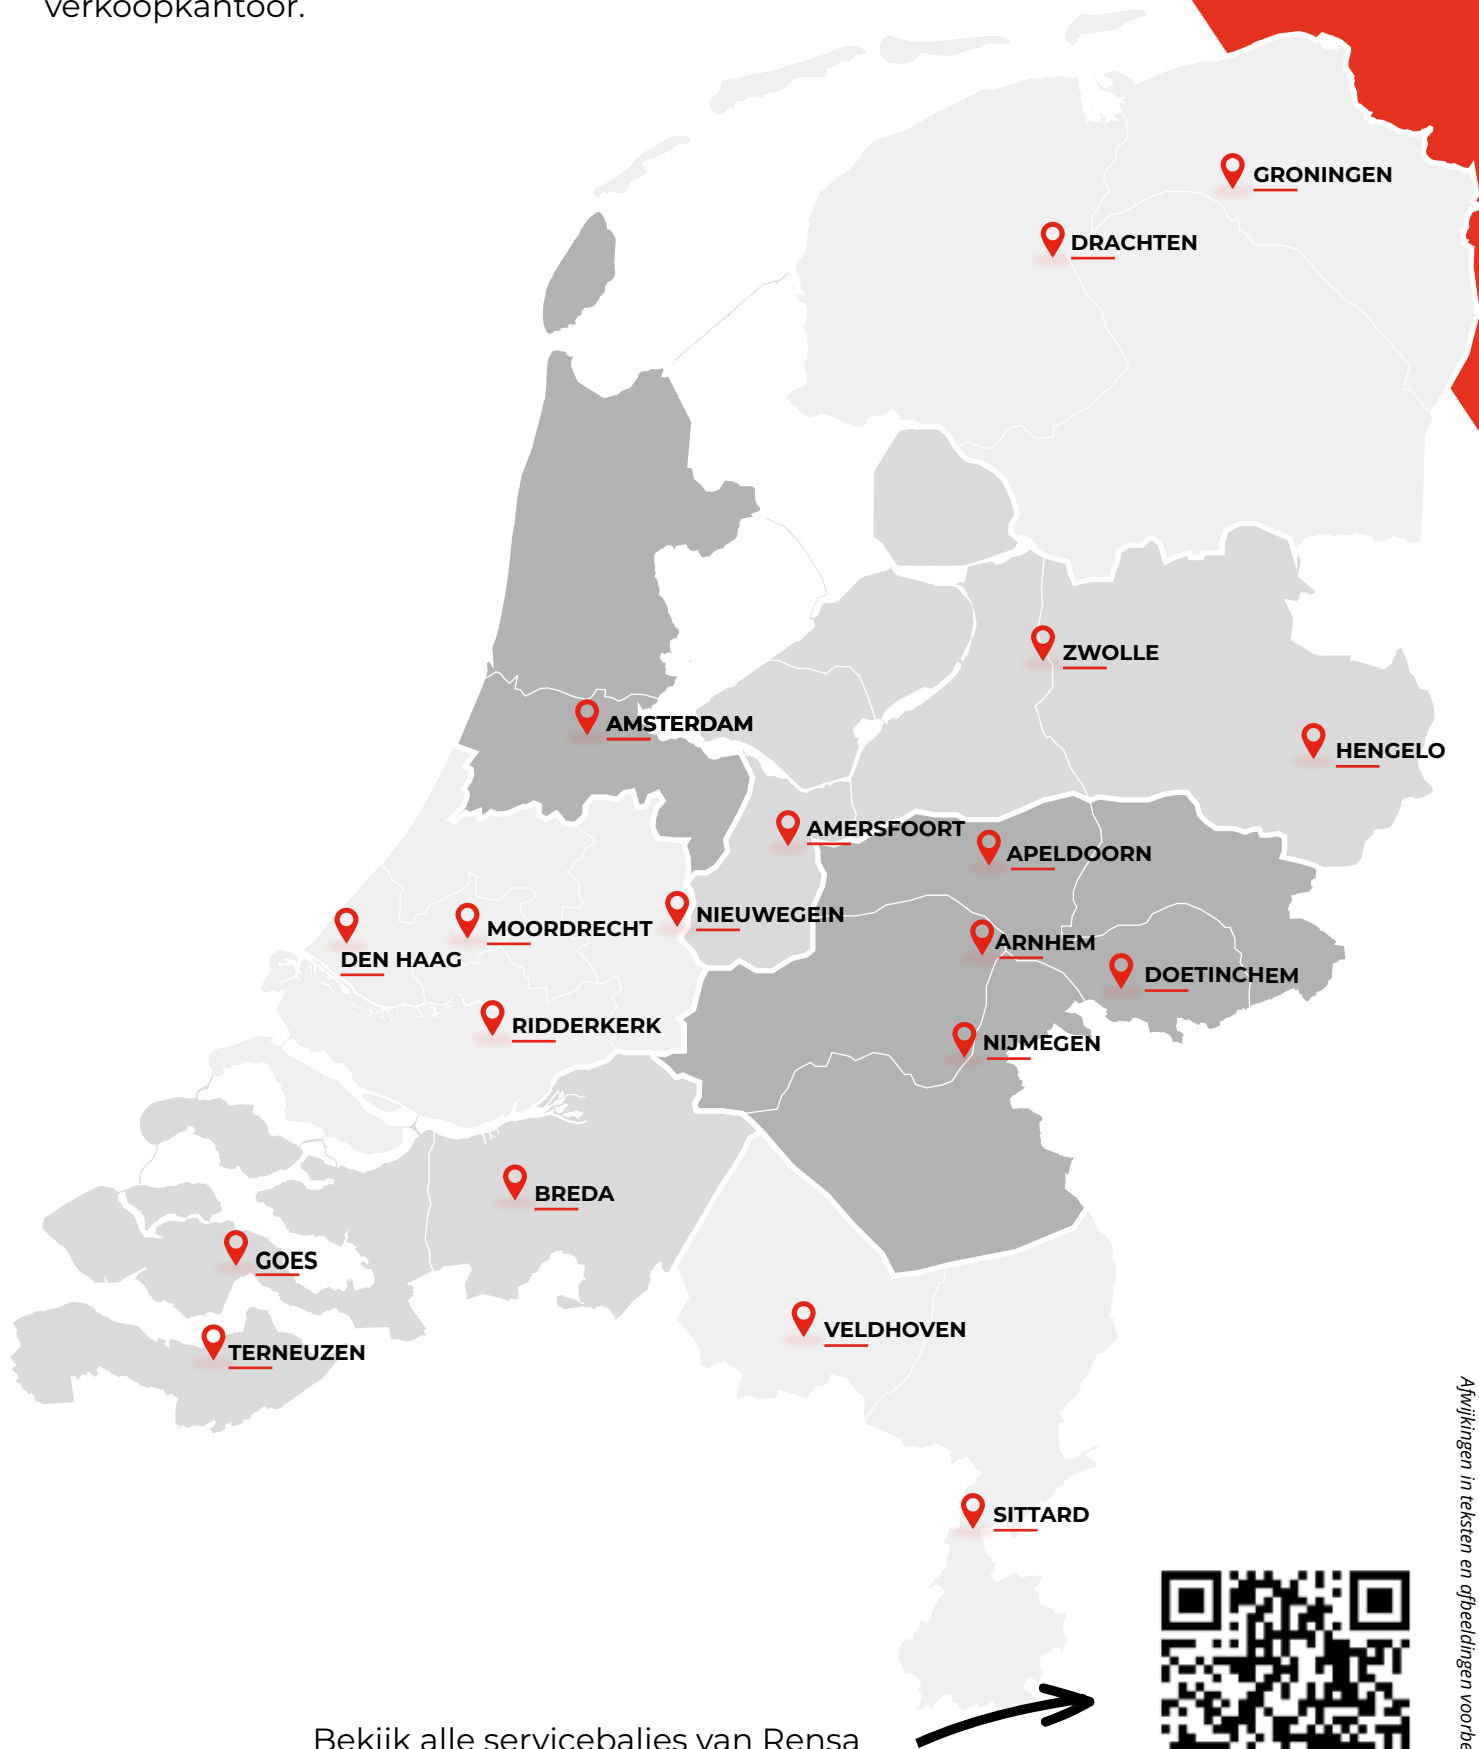 verkoopkantoor.
GRONINGEN
DRACHTEN
ZWOLLE
AMSTERDAM
HENGELO
AMERSFOORT
APELDOORN
NIEUWEGEIN
MOORDRECHT
ARNHEM
DEN HAAG
DOETINCHEM
RIDDERKERK
NIJMEGEN
BREDA
GOES
VELDHOVEN
TERNEUZEN
SITTARD
Bekijk alle servicebalies van Rensa
Afwijkingen in teksten en afbeeldingen